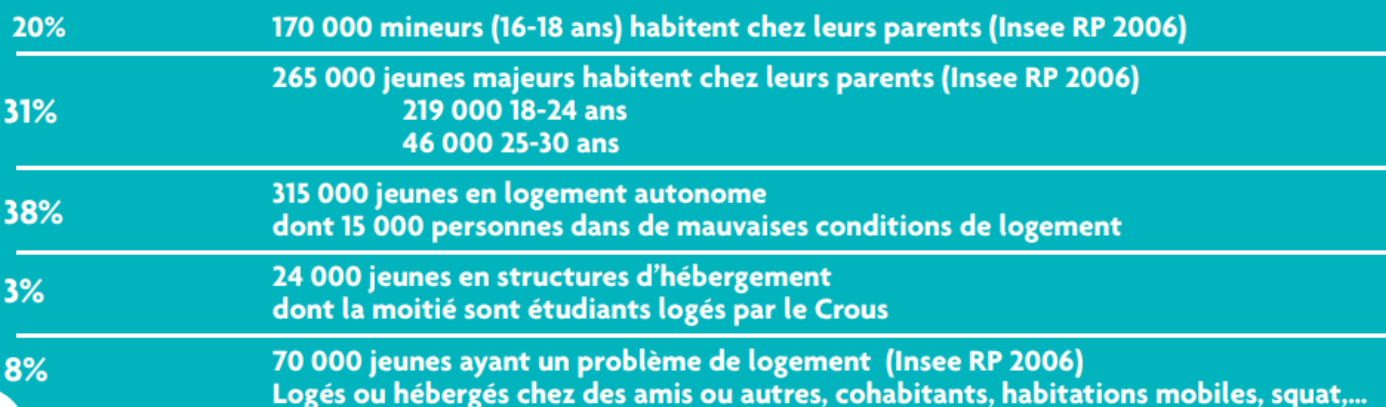 20% 170 000 mineurs (16-18 ans) habitent chez leurs parents (Insee RP 2006)
265 000 jeunes majeurs habitent chez leurs parents (Insee RP 2006)
31% 219 000 18-24 ans
46 000 25-30 ans
315 000 jeunes en logement autonome
38%
dont 15 000 personnes dans de mauvaises conditions de logement
24 000 jeunes en structures d’hébergement
3%
dont la moitié sont étudiants logés par le Crous
70 000 jeunes ayant un problème de logement (Insee RP 2006)
8%
Logés ou hébergés chez des amis ou autres, cohabitants, habitations mobiles, squat,...